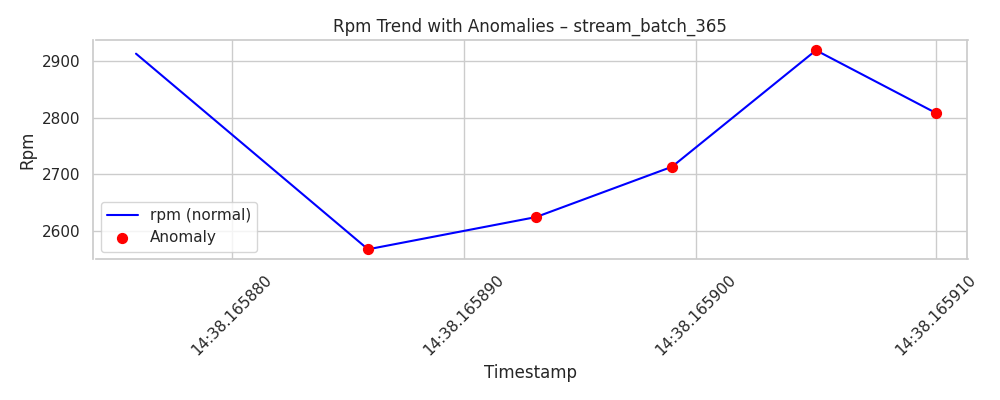 Rpm Trend with Anomalies – stream_batch_365
Rpm
2900
2800
2700
2600
rpm (normal)
Anomaly
14:38.165880
14:38.165890
14:38.165900
14:38.165910
Timestamp